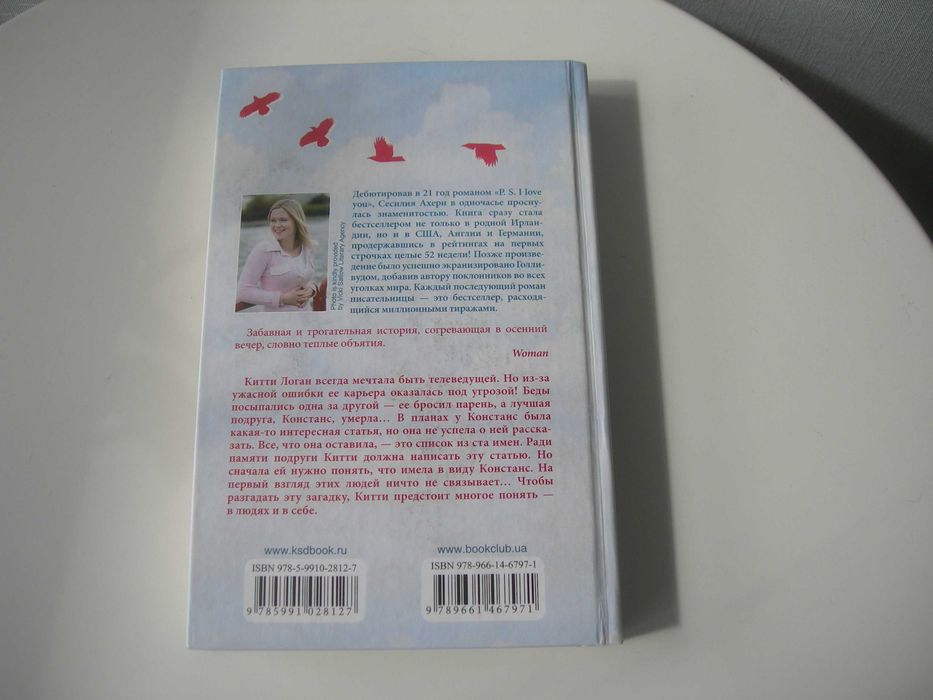 Дебютировав в 21 год романом «P. S. I love
you», Сесилия Ахерн в одночасье просну-
лась знаменитостью. Книга сразу стала
бестселлером не только в родной Ирлан-
дии, но и в США, Англии и Германии,
продержавшись в рейтингах на первых
строчках целые 52 недели! Позже произве-
дение было успешно экранизировано Голли-
вудом, добавив автору поклонников во всех
уголках мира. Каждый последующий роман
писательницы — это бестселлер, расходя-
щийся миллионными тиражами.
Photo is kindly provided
by Vicki Satlow Literary Agency
Забавная и трогательная история, согревающая в осенний
вечер, словно теплые объятия.
Woman
Китти Логан всегда мечтала быть телеведущей. Но из-за
ужасной ошибки ее карьера оказалась под угрозой! Беды
посыпались одна за другой — ее бросил парень, а лучшая
подруга, Констанс, умерла... В планах у Констанс была
какая-то интересная статья, но она не успела о ней расска-
зать. Все, что она оставила, — это список из ста имен. Ради
памяти подруги Китти должна написать эту статью. Но
сначала ей нужно понять, что имела в виду Констанс. На
первый взгляд этих людей ничто не связывает... Чтобы
разгадать эту загадку, Китти предстоит многое понять —
в людях и в себе.
www.ksdbook.ru
ISBN 978-5-9910-2812-7
9 785991 028127
www.bookclub.ua
ISBN 978-966-14-6797-1
9 789661 467971